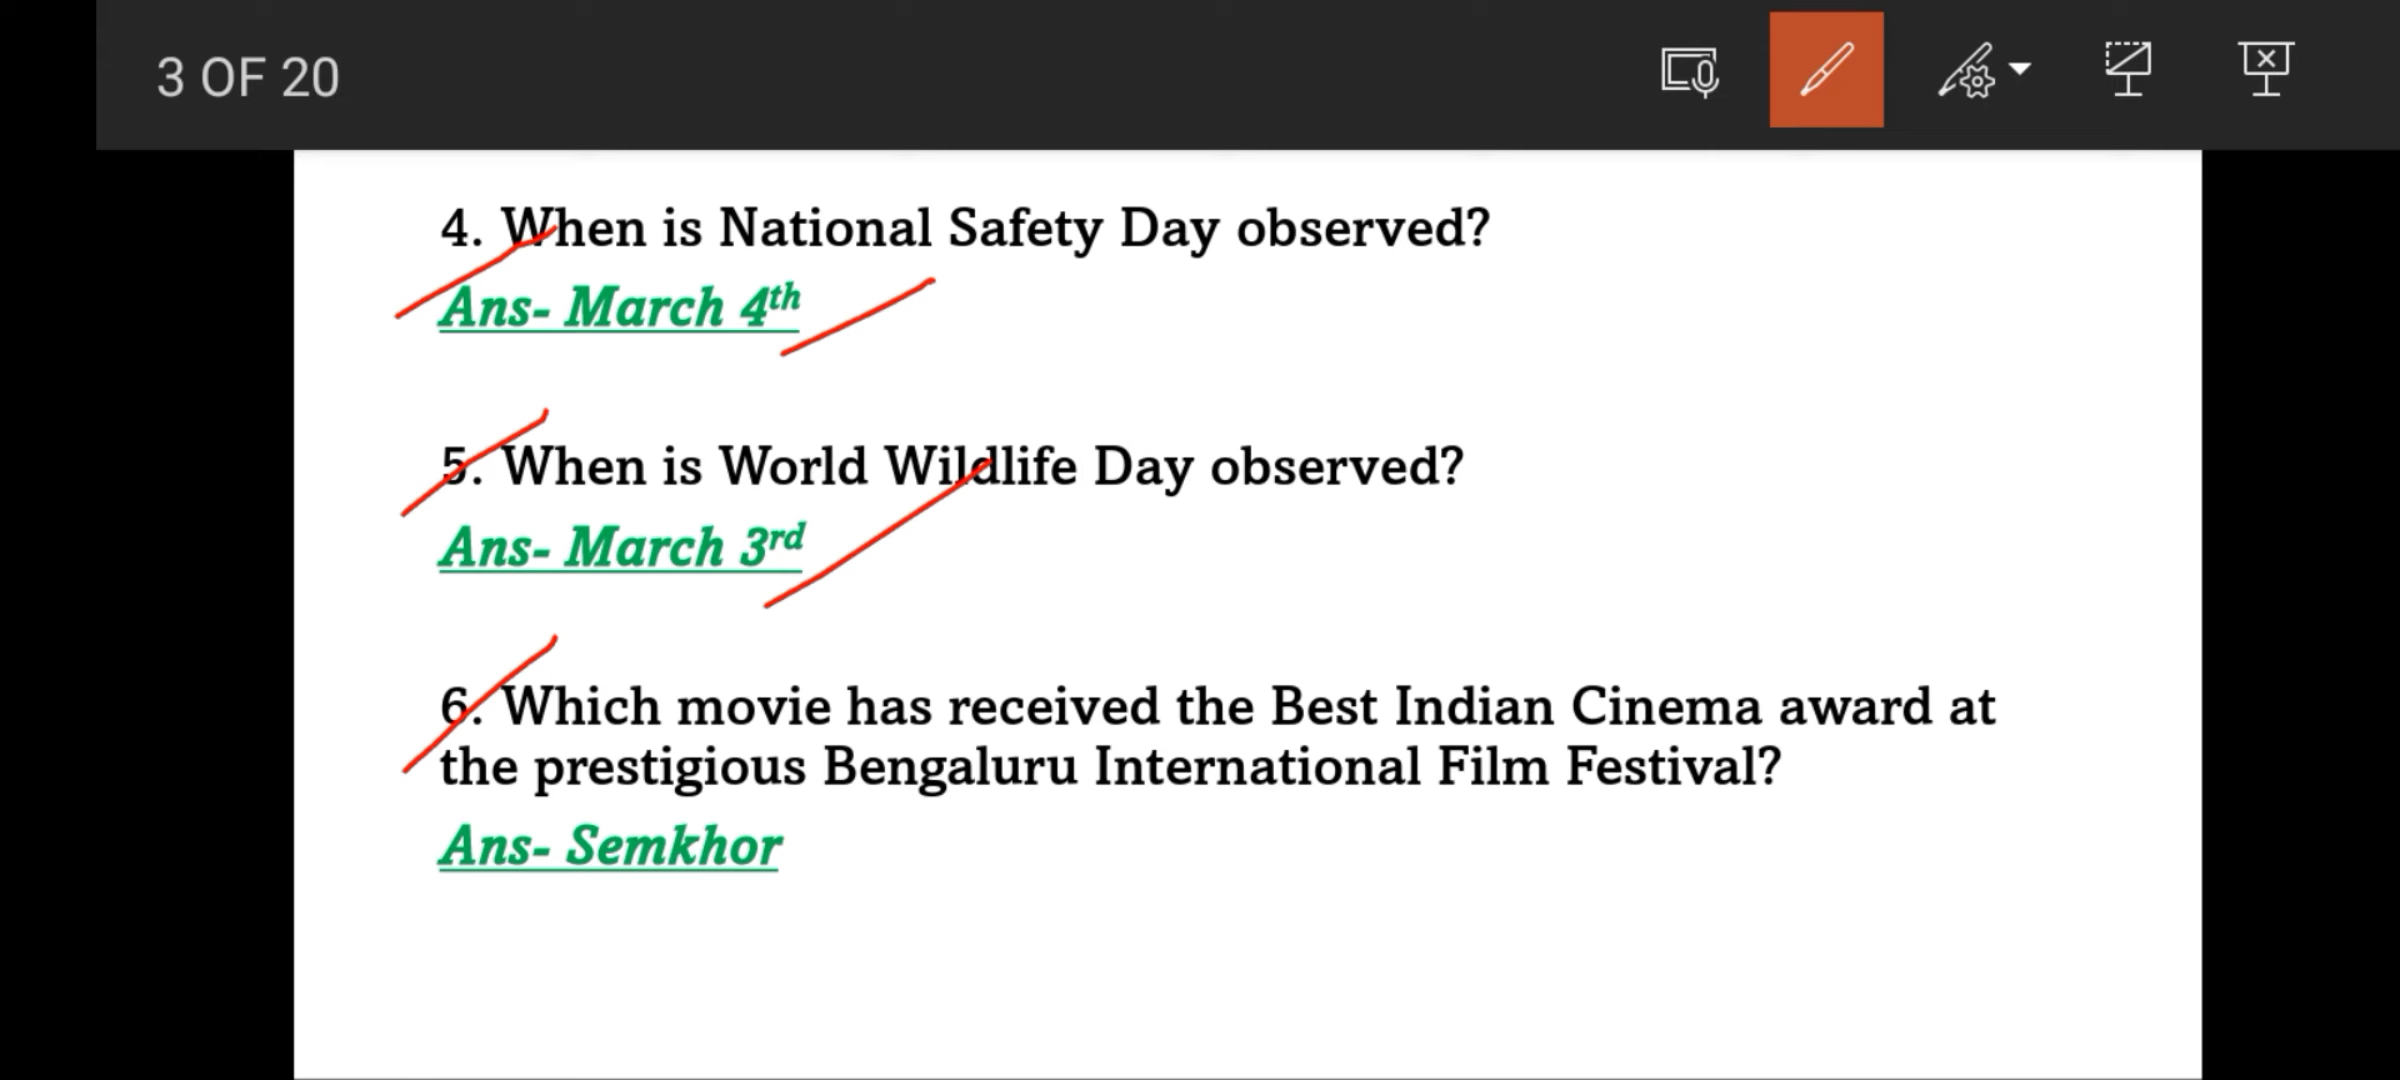 3 OF 20
4. When is National Safety Day observed?
Ans- March 4th
5. When is World Wildlife Day observed?
Ans- March 3rd
6. Which movie has received the Best Indian Cinema award at
the prestigious Bengaluru International Film Festival?
Ans- Semkhor